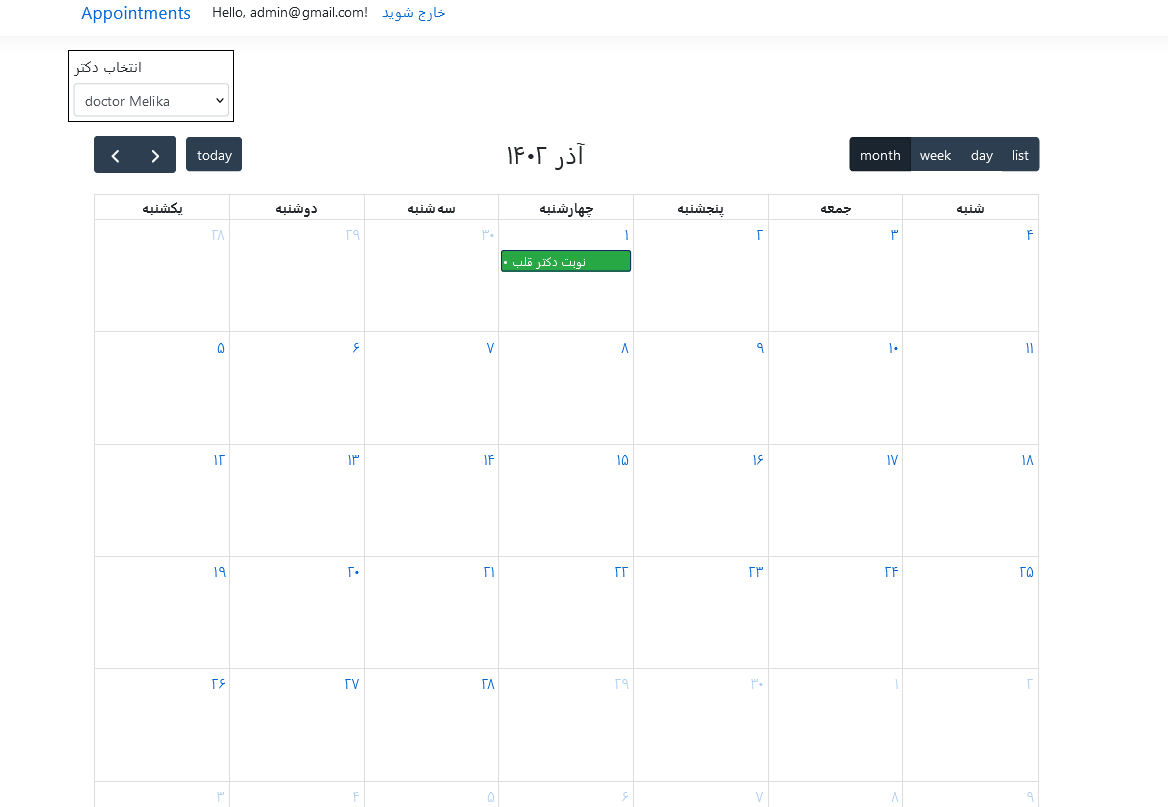 Appointments Hello, admin@gmail.com! خارج شوید
انتخاب دکتر
doctor Melika
today
آذر ۱۴۰۲
month week day list
یکشنبه دوشنبه سه شنبه چهارشنبه پنجشنبه جمعه شنبه
۲۸ ۲۹ ۳۰ ۱ ۲ ۳ ۴
نوبت دکتر قلب •
۵ ۶ ۷ ۸ ۹ ۱۰ ۱۱
۱۲ ۱۳ ۱۴ ۱۵ ۱۶ ۱۷ ۱۸
۱۹ ۲۰ ۲۱ ۲۲ ۲۳ ۲۴ ۲۵
۲۶ ۲۷ ۲۸ ۲۹ ۳۰ ۱ ۲
۳ ۴ ۵ ۶ ۷ ۸ ۹